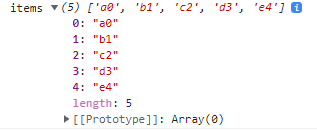 items ▼(5) ['a0', 'b1', 'c2', 'd3', 'e4'] i
0: "a0"
1: "b1"
2: "c2"
3: "d3"
4: "e4"
length: 5
▶[[Prototype]]: Array(0)